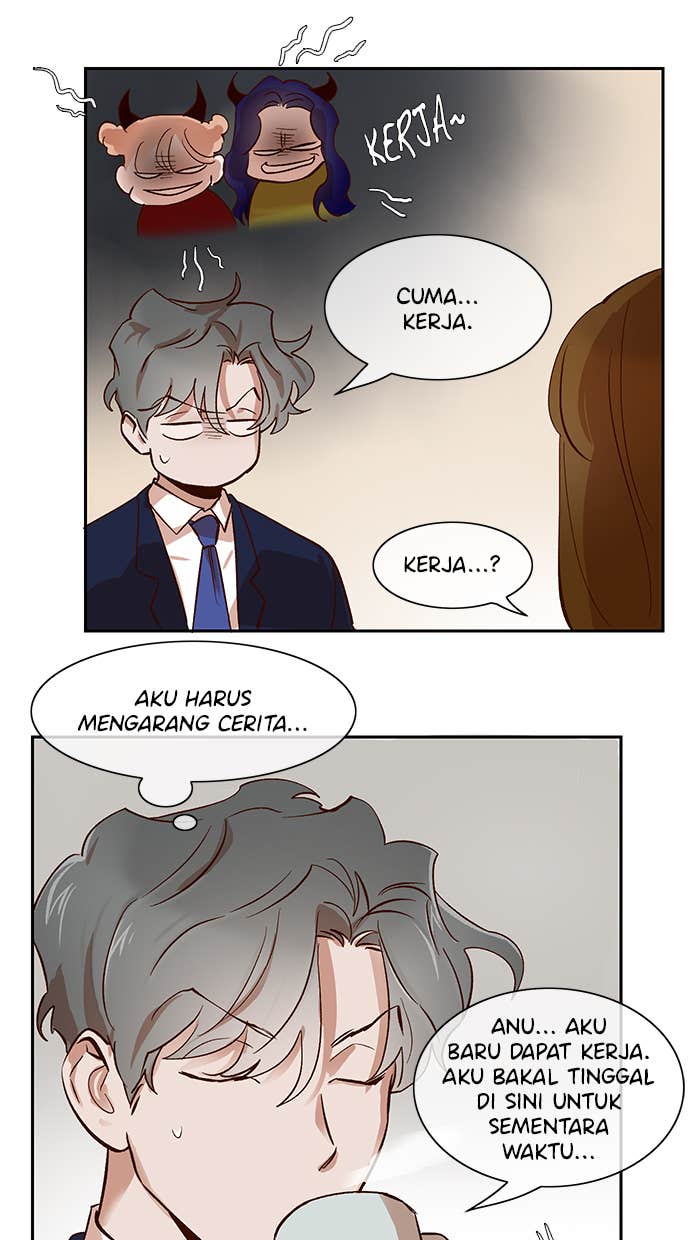 KERJA~
CUMA...
KERJA.
KERJA...?
AKU HARUS
MENGARANG CERITA...
ANU... AKU
BARU DAPAT KERJA.
AKU BAKAL TINGGAL
DI SINI UNTUK
SEMENTARA
WAKTU...